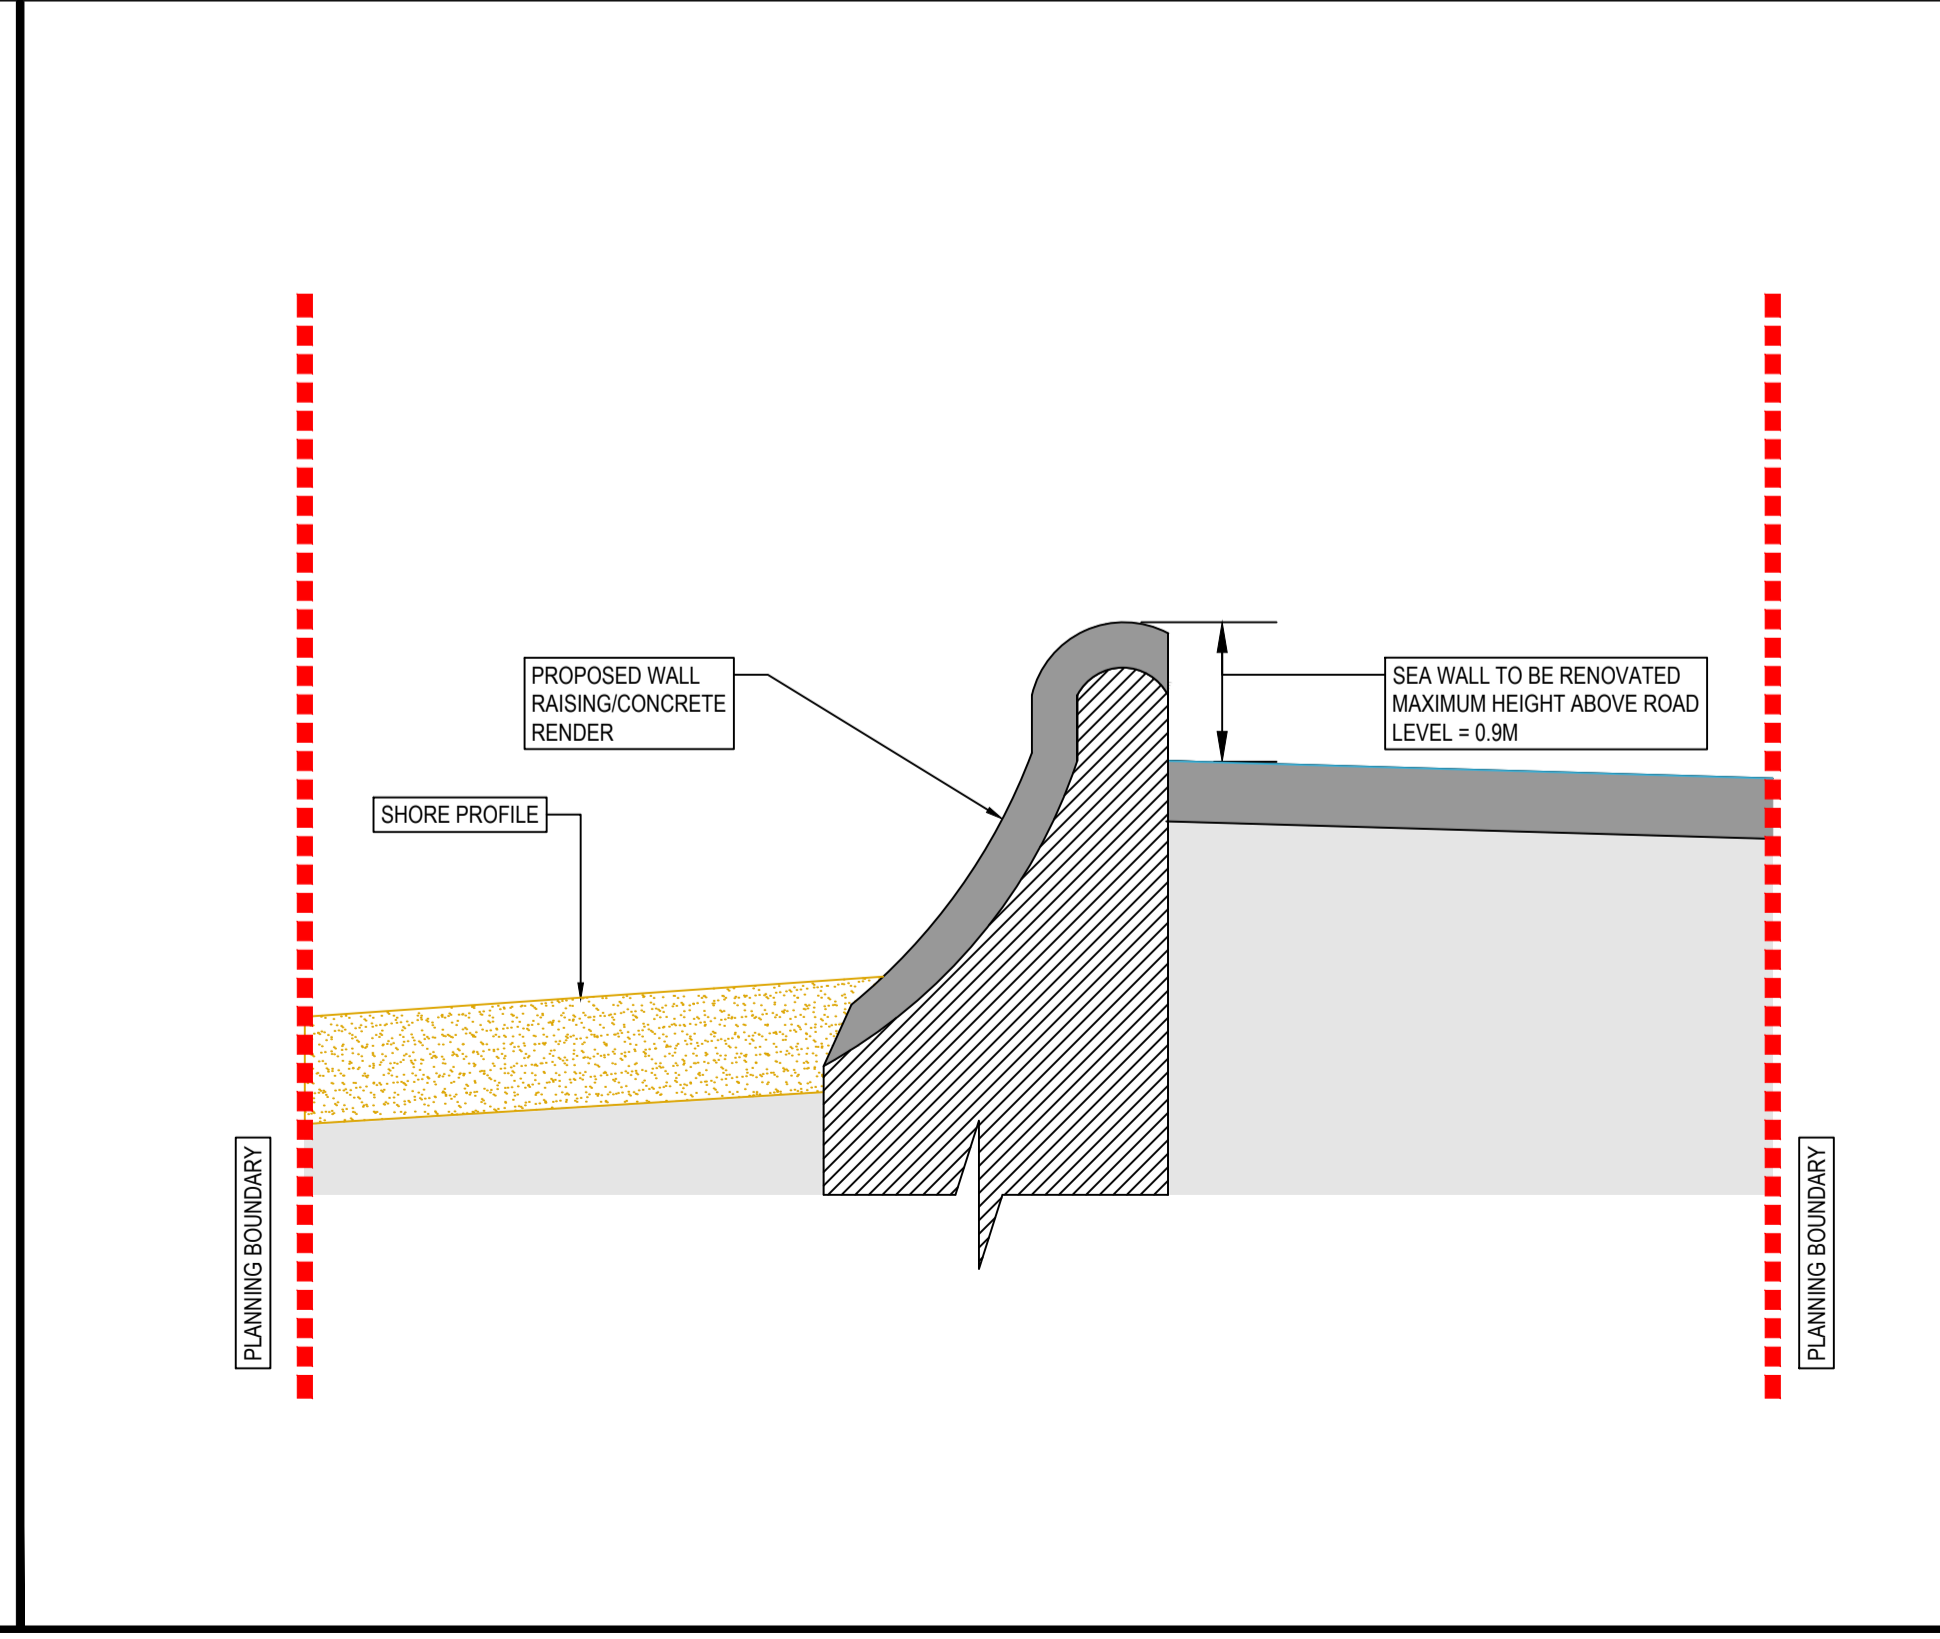 PROPOSED WALL
RAISING/CONCRETE
RENDER
SEA WALL TO BE RENOVATED
MAXIMUM HEIGHT ABOVE ROAD
LEVEL = 0.9M
SHORE PROFILE
PLANNING BOUNDARY
PLANNING BOUNDARY